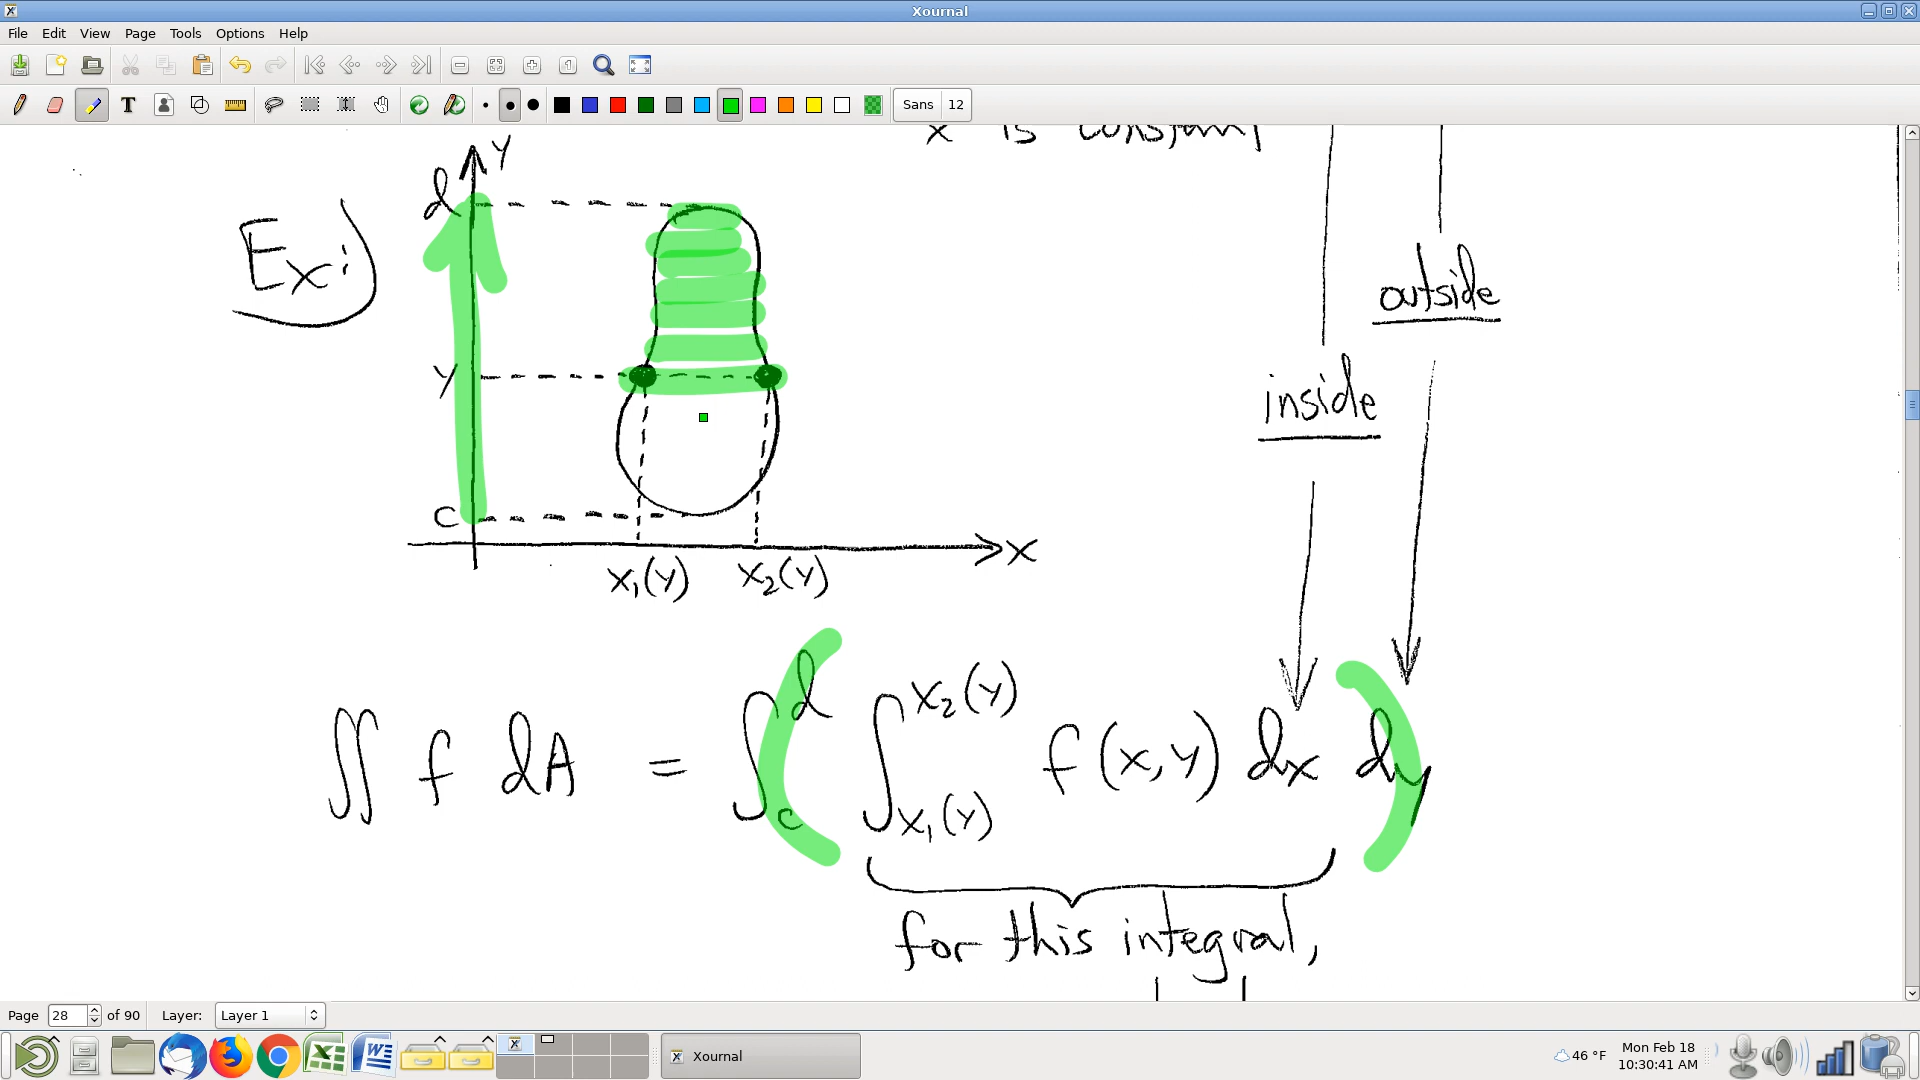 Xournal
File Edit View Page Tools Options Help
Sans 12
x is constant
y
d
Ex:
outside
y
inside
c
x
x₁(y) x₂(y)
∬ f dA = ∫_c^d ∫_{x₁(y)}^{x₂(y)} f(x,y) dx dy
for this integral,
Page 28 of 90 Layer: Layer 1
Xournal
46 °F
Mon Feb 18
10:30:41 AM